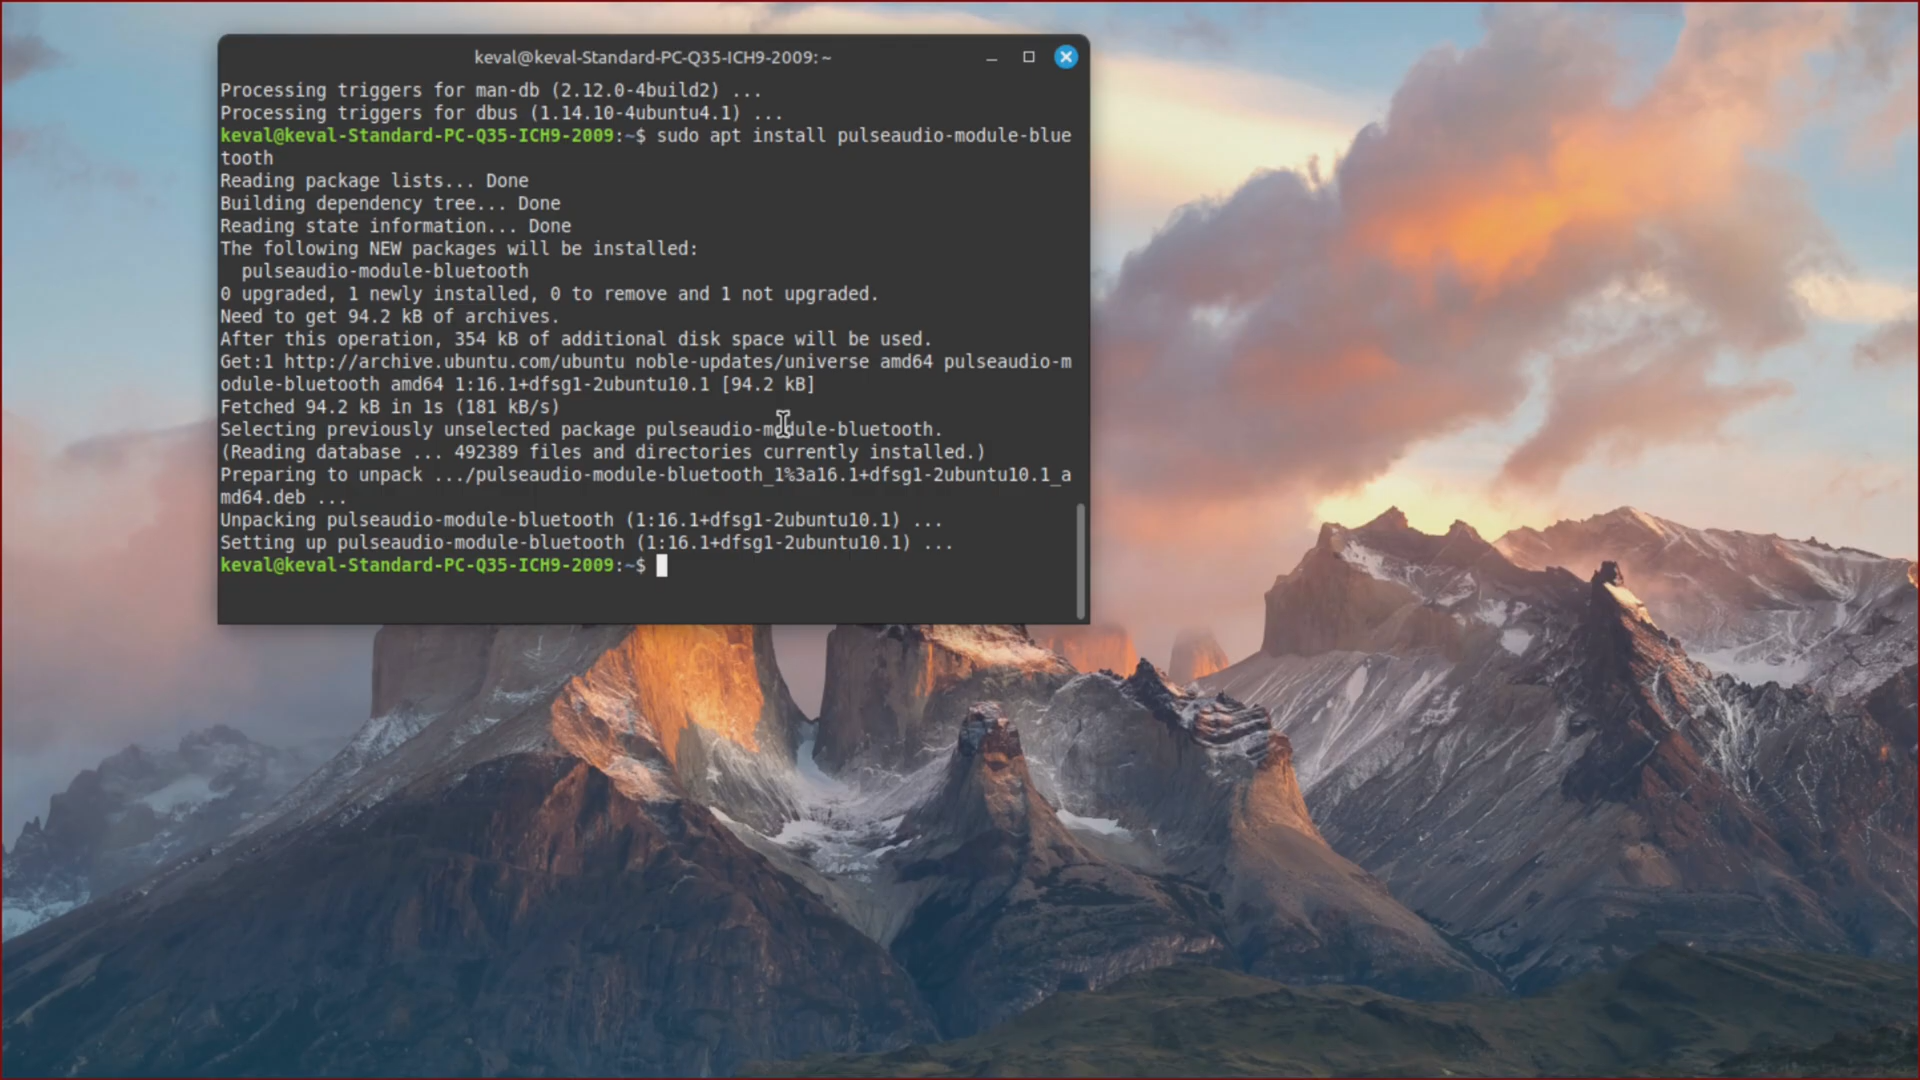 keval@keval-Standard-PC-Q35-ICH9-2009: ~
Processing triggers for man-db (2.12.0-4build2) ...
Processing triggers for dbus (1.14.10-4ubuntu4.1) ...
keval@keval-Standard-PC-Q35-ICH9-2009:~$ sudo apt install pulseaudio-module-blue
tooth
Reading package lists... Done
Building dependency tree... Done
Reading state information... Done
The following NEW packages will be installed:
  pulseaudio-module-bluetooth
0 upgraded, 1 newly installed, 0 to remove and 1 not upgraded.
Need to get 94.2 kB of archives.
After this operation, 354 kB of additional disk space will be used.
Get:1 http://archive.ubuntu.com/ubuntu noble-updates/universe amd64 pulseaudio-m
odule-bluetooth amd64 1:16.1+dfsg1-2ubuntu10.1 [94.2 kB]
Fetched 94.2 kB in 1s (181 kB/s)
Selecting previously unselected package pulseaudio-module-bluetooth.
(Reading database ... 492389 files and directories currently installed.)
Preparing to unpack .../pulseaudio-module-bluetooth_1%3a16.1+dfsg1-2ubuntu10.1_a
md64.deb ...
Unpacking pulseaudio-module-bluetooth (1:16.1+dfsg1-2ubuntu10.1) ...
Setting up pulseaudio-module-bluetooth (1:16.1+dfsg1-2ubuntu10.1) ...
keval@keval-Standard-PC-Q35-ICH9-2009:~$